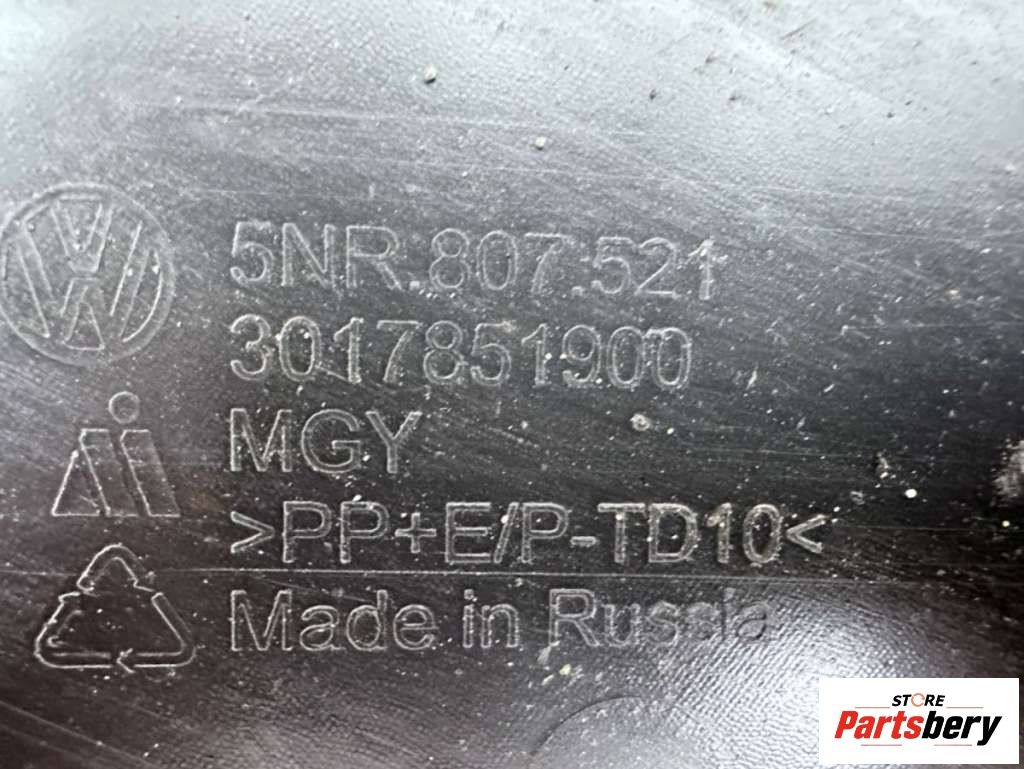 5NR.807.521
3017851900
MGY
>PP+E/P-TD10<
Made in Russia
STORE
Partsbery